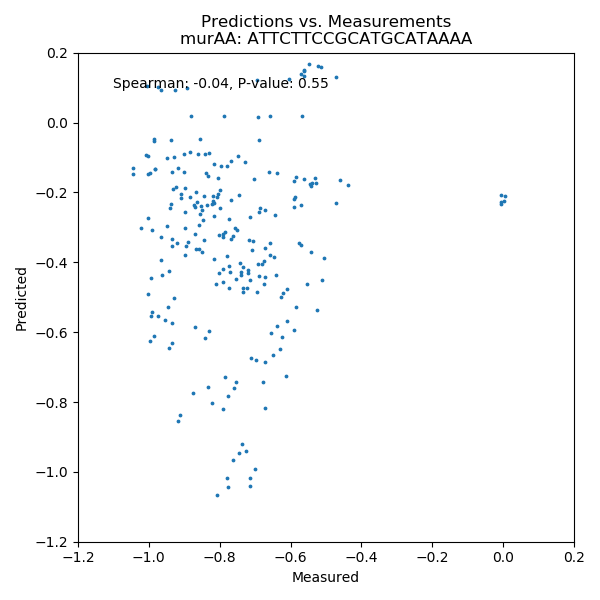 Predictions vs. Measurements
murAA: ATTCTTCCGCATGCATAAAA
Spearman: -0.04, P-value: 0.55
0.2
0.0
−0.2
−0.4
−0.6
−0.8
−1.0
−1.2
Predicted
−1.2 −1.0 −0.8 −0.6 −0.4 −0.2 0.0 0.2
Measured